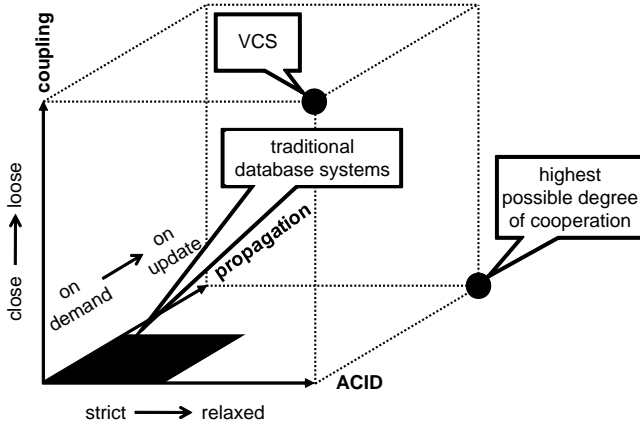 coupling
VCS
traditional
database systems
highest
possible degree
of cooperation
close
loose
on
demand
on
update
propagation
ACID
strict
relaxed